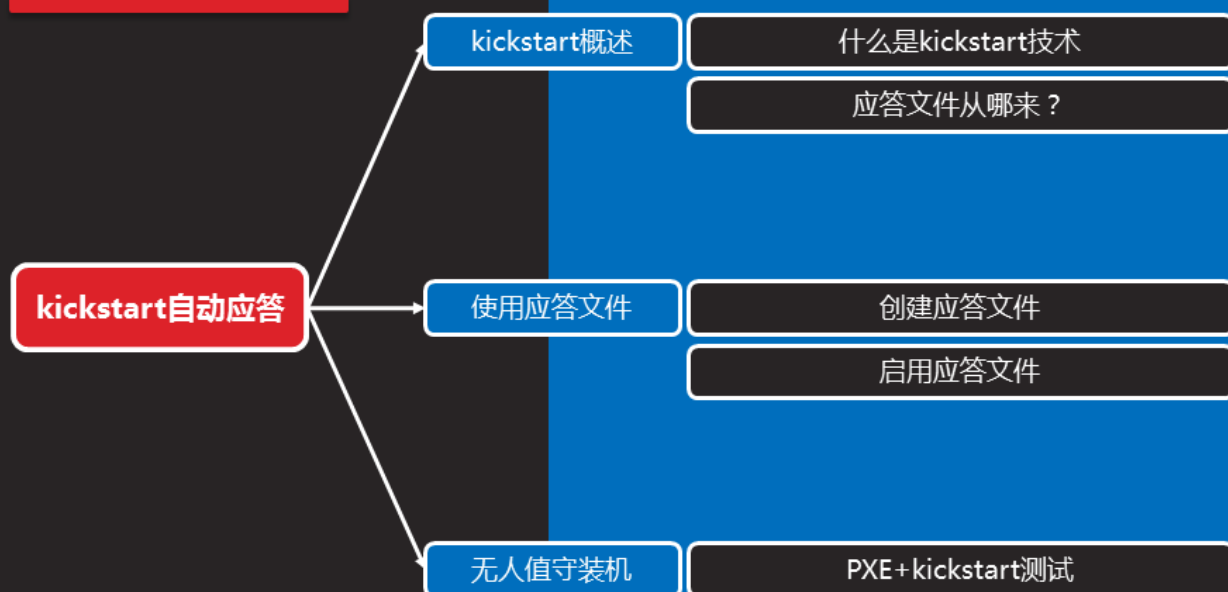 kickstart概述
什么是kickstart技术
应答文件从哪来？
kickstart自动应答
使用应答文件
创建应答文件
启用应答文件
无人值守装机
PXE+kickstart测试